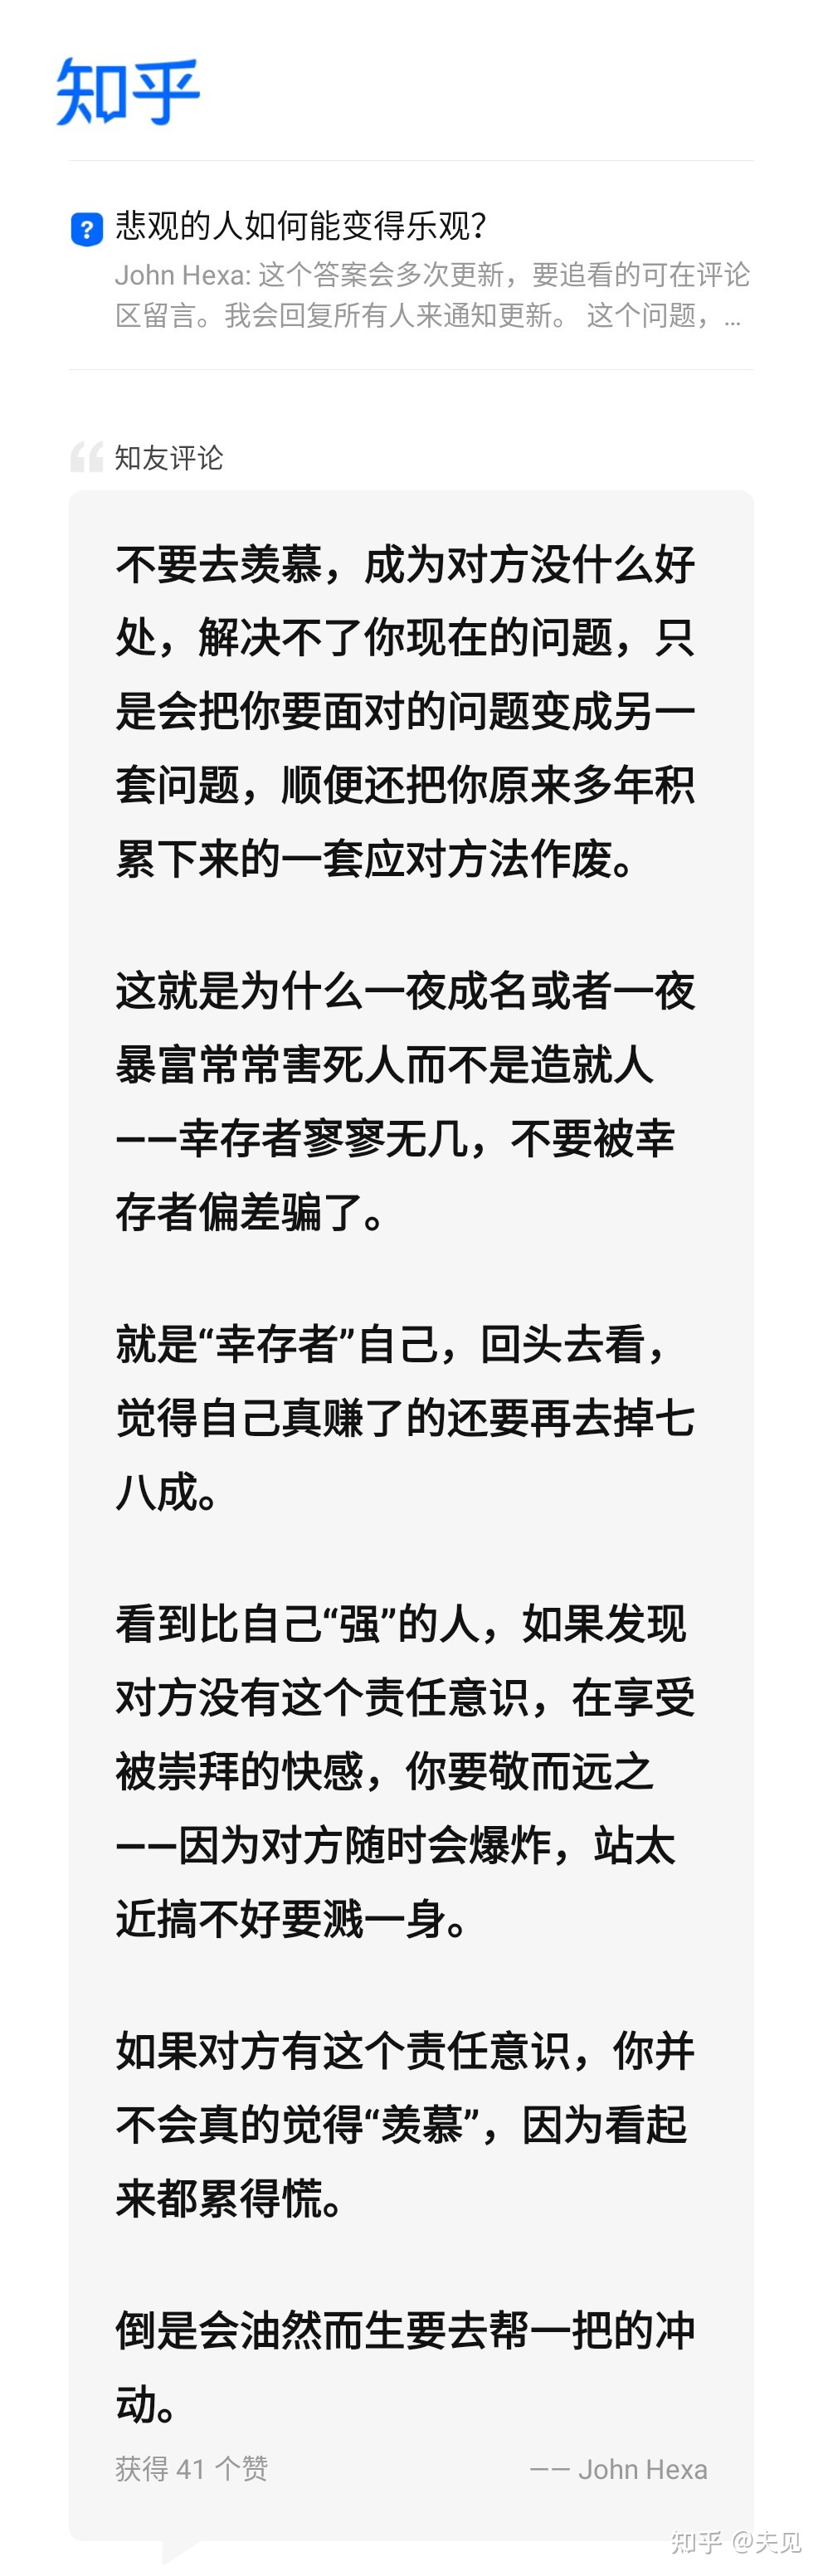 知乎
悲观的人如何能变得乐观？
John Hexa: 这个答案会多次更新，要追看的可在评论
区留言。我会回复所有人来通知更新。 这个问题，...
知友评论
不要去羡慕，成为对方没什么好
处，解决不了你现在的问题，只
是会把你要面对的问题变成另一
套问题，顺便还把你原来多年积
累下来的一套应对方法作废。
这就是为什么一夜成名或者一夜
暴富常常害死人而不是造就人
——幸存者寥寥无几，不要被幸
存者偏差骗了。
就是“幸存者”自己，回头去看，
觉得自己真赚了的还要再去掉七
八成。
看到比自己“强”的人，如果发现
对方没有这个责任意识，在享受
被崇拜的快感，你要敬而远之
——因为对方随时会爆炸，站太
近搞不好要溅一身。
如果对方有这个责任意识，你并
不会真的觉得“羡慕”，因为看起
来都累得慌。
倒是会油然而生要去帮一把的冲
动。
获得 41 个赞 —— John Hexa
知乎 @夫见